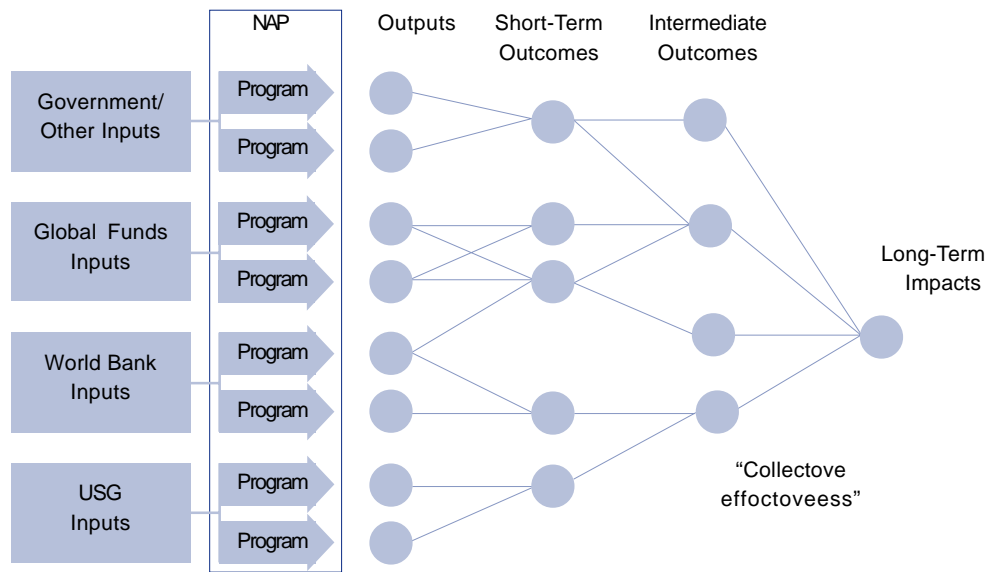 NAP
Outputs
Short-Term
Outcomes
Intermediate
Outcomes
Government/
Other Inputs
Program
Program
Global Funds
Inputs
Program
Program
World Bank
Inputs
Program
Program
USG
Inputs
Program
Program
Long-Term
Impacts
“Collectove
effoctoveess”